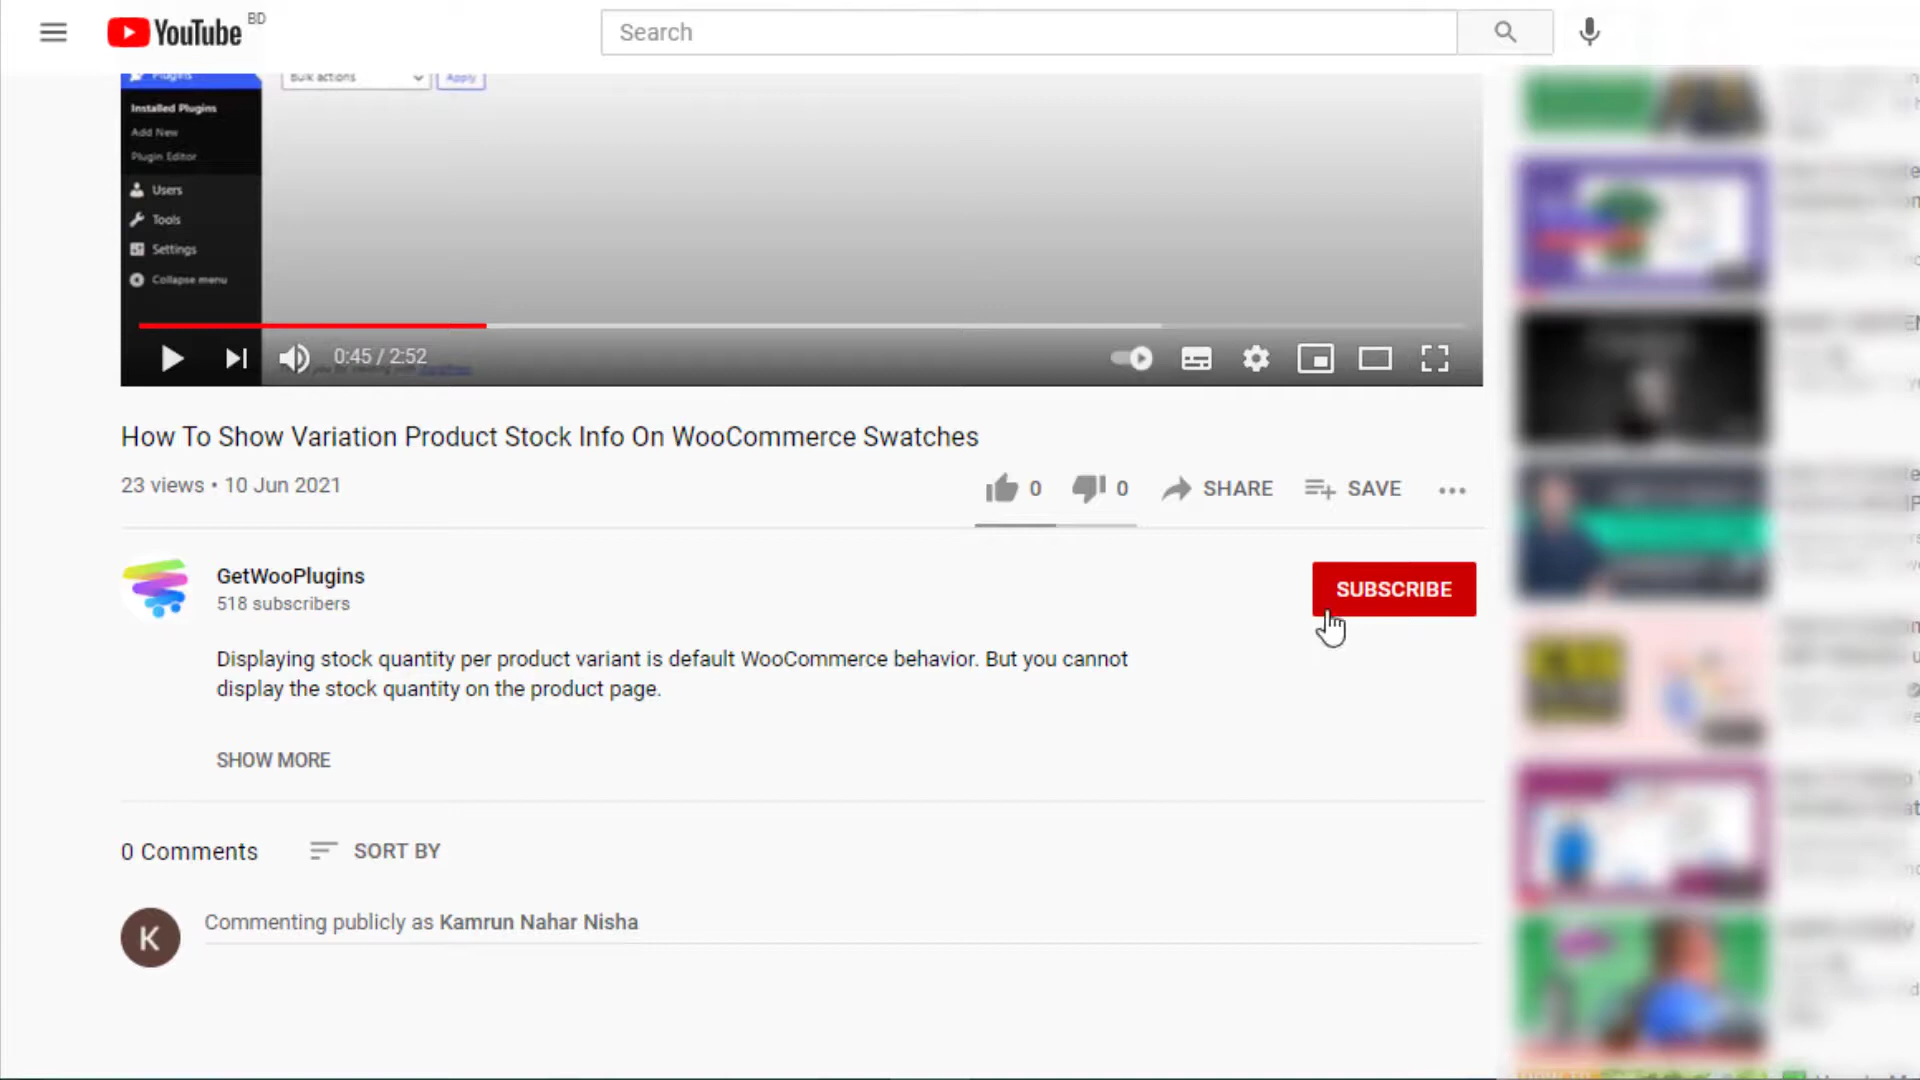 YouTube BD
Search
Plugins
Bulk actions
Apply
Installed Plugins
Add New
Plugin Editor
Users
Tools
Settings
Collapse menu
0:45 / 2:52
How To Show Variation Product Stock Info On WooCommerce Swatches
23 views • 10 Jun 2021
0
0
SHARE
SAVE
GetWooPlugins
518 subscribers
SUBSCRIBE
Displaying stock quantity per product variant is default WooCommerce behavior. But you cannot
display the stock quantity on the product page.
SHOW MORE
0 Comments
SORT BY
K
Commenting publicly as Kamrun Nahar Nisha